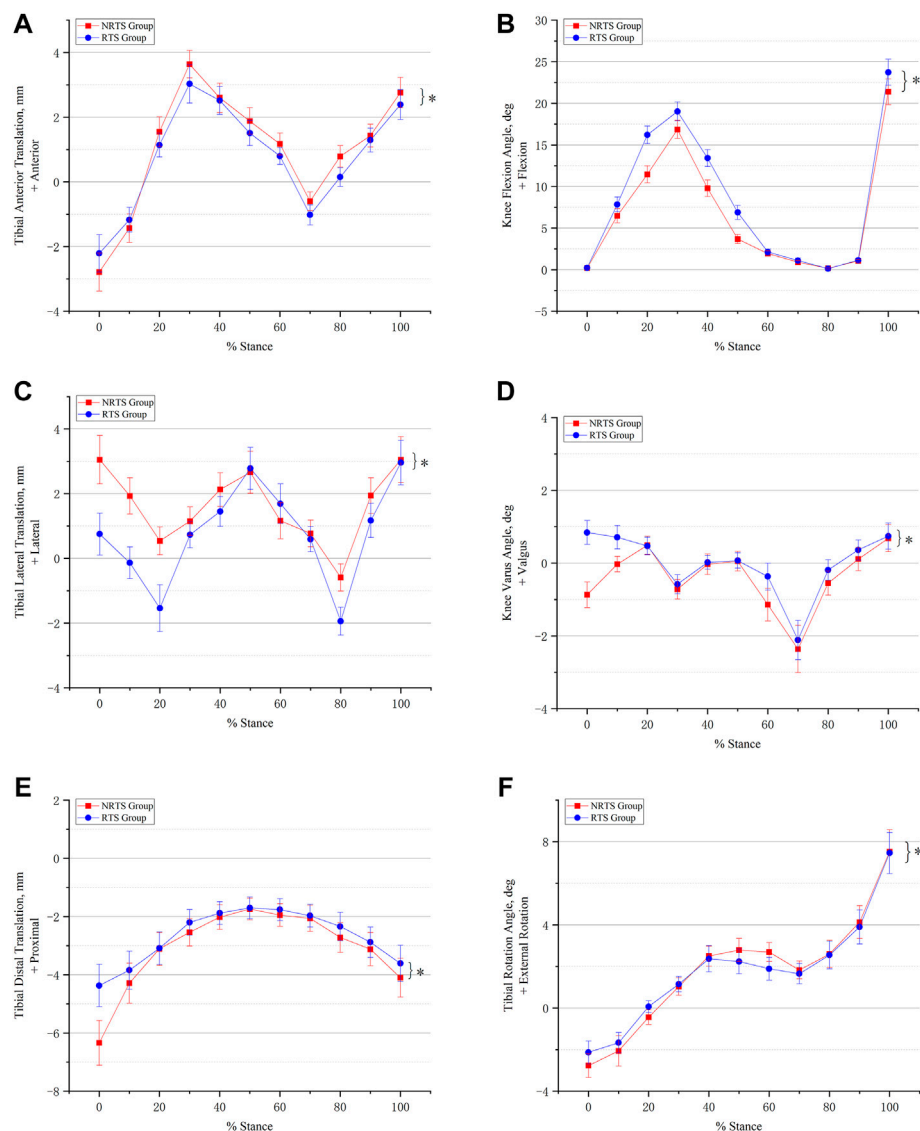 A
NRTS Group
RTS Group
Tibial Anterior Translation, mm
+ Anterior
4
2
0
−2
−4
0 20 40 60 80 100
% Stance
*
B
NRTS Group
RTS Group
Knee Flexion Angle, deg
+ Flexion
30
25
20
15
10
5
0
−5
0 20 40 60 80 100
% Stance
*
C
NRTS Group
RTS Group
Tibial Lateral Translation, mm
+ Lateral
4
2
0
−2
−4
0 20 40 60 80 100
% Stance
*
D
NRTS Group
RTS Group
Knee Varus Angle, deg
+ Valgus
4
2
0
−2
−4
0 20 40 60 80 100
% Stance
*
E
NRTS Group
RTS Group
Tibial Distal Translation, mm
+ Proximal
2
0
−2
−4
−6
−8
0 20 40 60 80 100
% Stance
*
F
NRTS Group
RTS Group
Tibial Rotation Angle, deg
+ External Rotation
8
4
0
−4
0 20 40 60 80 100
% Stance
*